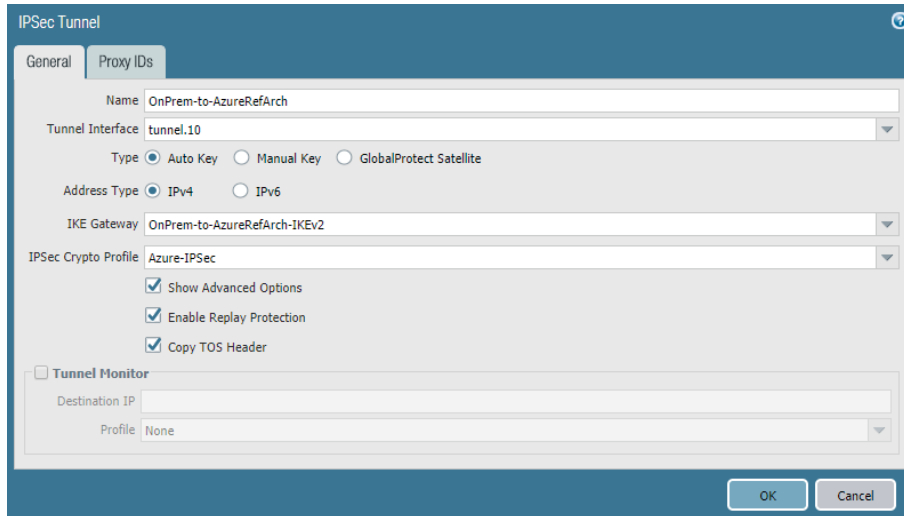 IPSec Tunnel
General Proxy IDs
Name OnPrem-to-AzureRefArch
Tunnel Interface tunnel.10
Type Auto Key Manual Key GlobalProtect Satellite
Address Type IPv4 IPv6
IKE Gateway OnPrem-to-AzureRefArch-IKEv2
IPSec Crypto Profile Azure-IPSec
Show Advanced Options
Enable Replay Protection
Copy TOS Header
Tunnel Monitor
Destination IP
Profile None
OK Cancel